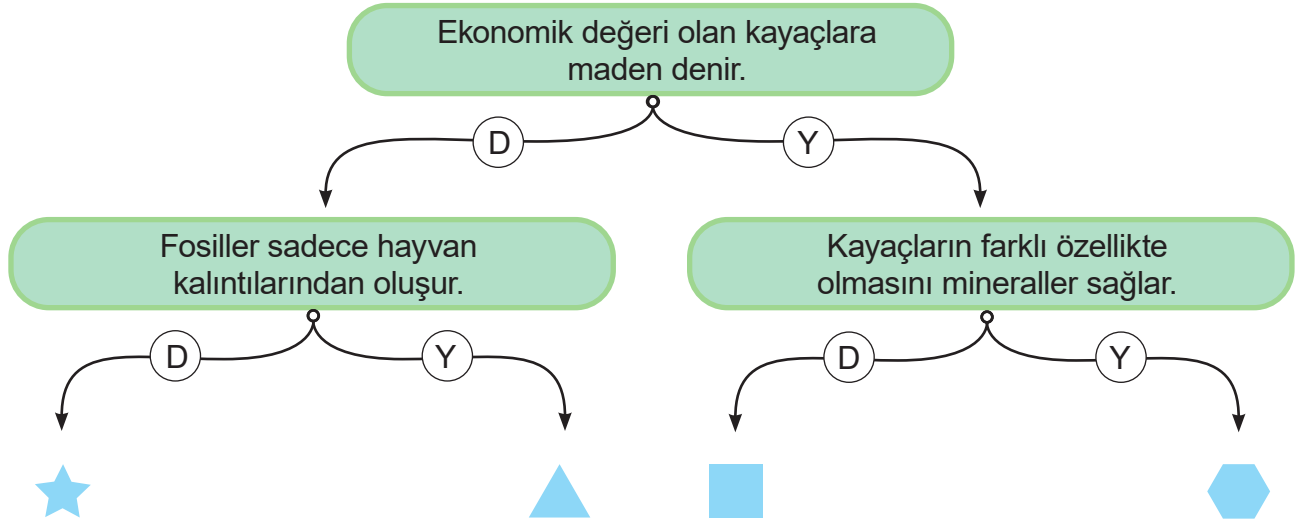 Ekonomik değeri olan kayaçlara
maden denir.
D
Y
Fosiller sadece hayvan
kalıntılarından oluşur.
Kayaçların farklı özellikte
olmasını mineraller sağlar.
D
Y
D
Y